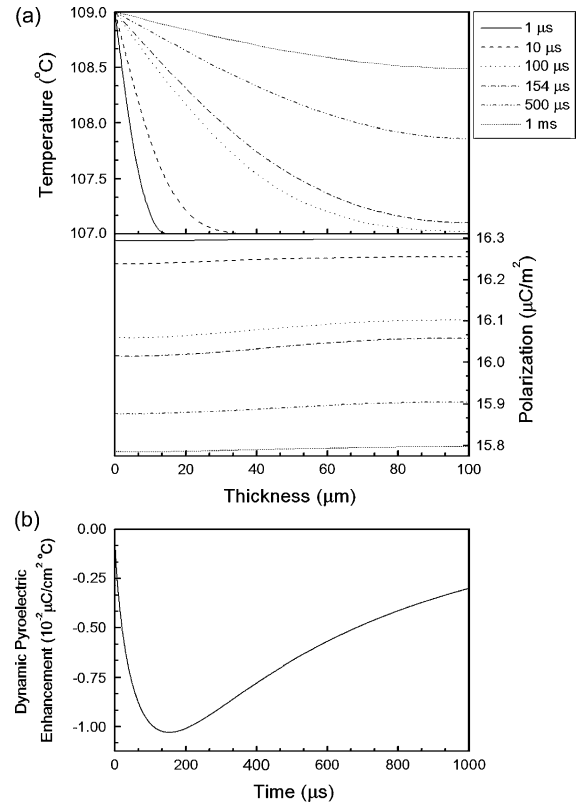 (a)
109.0
108.5
108.0
107.5
107.0
Temperature (°C)
1 μs
10 μs
100 μs
154 μs
500 μs
1 ms
16.3
16.2
16.1
16.0
15.9
15.8
Polarization (μC/m²)
0 20 40 60 80 100
Thickness (μm)
(b)
0.00
-0.25
-0.50
-0.75
-1.00
Dynamic Pyroelectric
Enhancement (10⁻²μC/cm² °C)
0 200 400 600 800 1000
Time (μs)